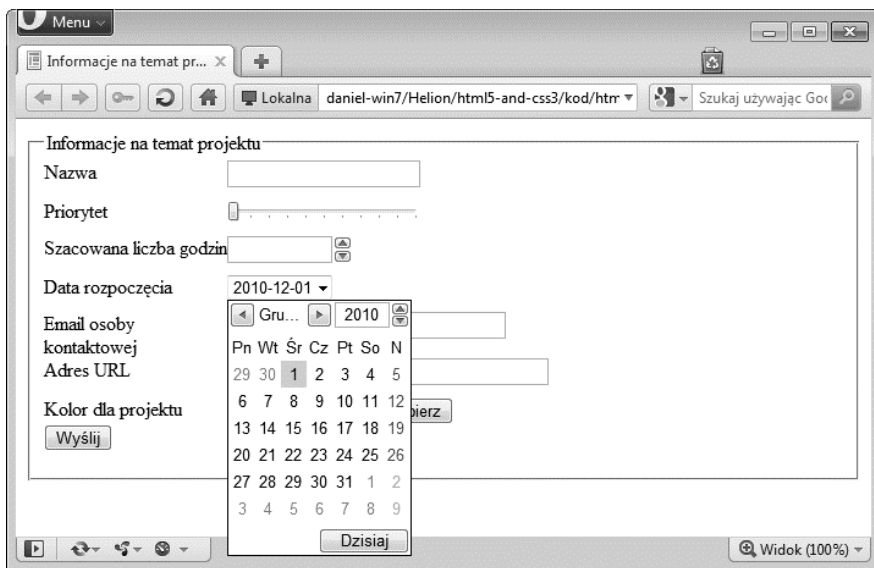 Menu
Informacje na temat pr...
Lokalna daniel-win7/Helion/html5-and-css3/kod/htm Szukaj używając Goo
Informacje na temat projektu
Nazwa
Priorytet
Szacowana liczba godzin
Data rozpoczęcia 2010-12-01
Gru... 2010
Email osoby
kontaktowej
Pn Wt Śr Cz Pt So N
Adres URL
29 30 1 2 3 4 5
Kolor dla projektu
6 7 8 9 10 11 12
ierz
Wyślij
13 14 15 16 17 18 19
20 21 22 23 24 25 26
27 28 29 30 31 1 2
3 4 5 6 7 8 9
Dzisiaj
Widok (100%)